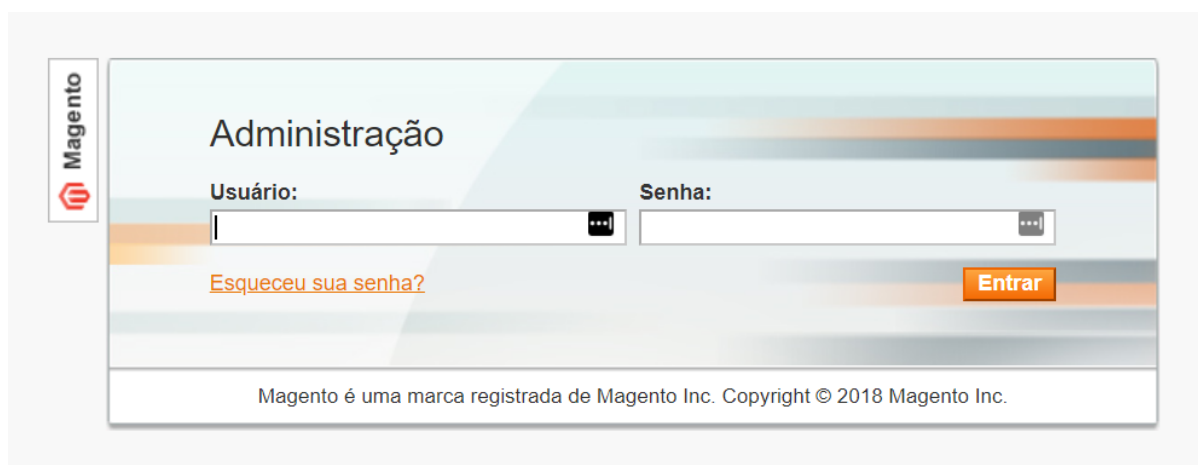 Magento
Administração
Usuário:
Senha:
Esqueceu sua senha?
Entrar
Magento é uma marca registrada de Magento Inc. Copyright © 2018 Magento Inc.